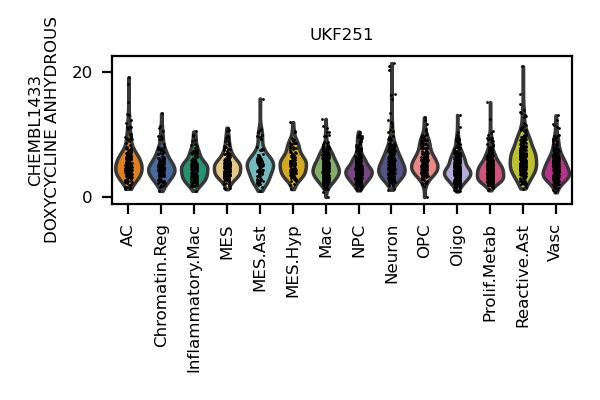 UKF251
CHEMBL1433
DOXYCYCLINE ANHYDROUS
20
0
AC
Chromatin.Reg
Inflammatory.Mac
MES
MES.Ast
MES.Hyp
Mac
NPC
Neuron
OPC
Oligo
Prolif.Metab
Reactive.Ast
Vasc